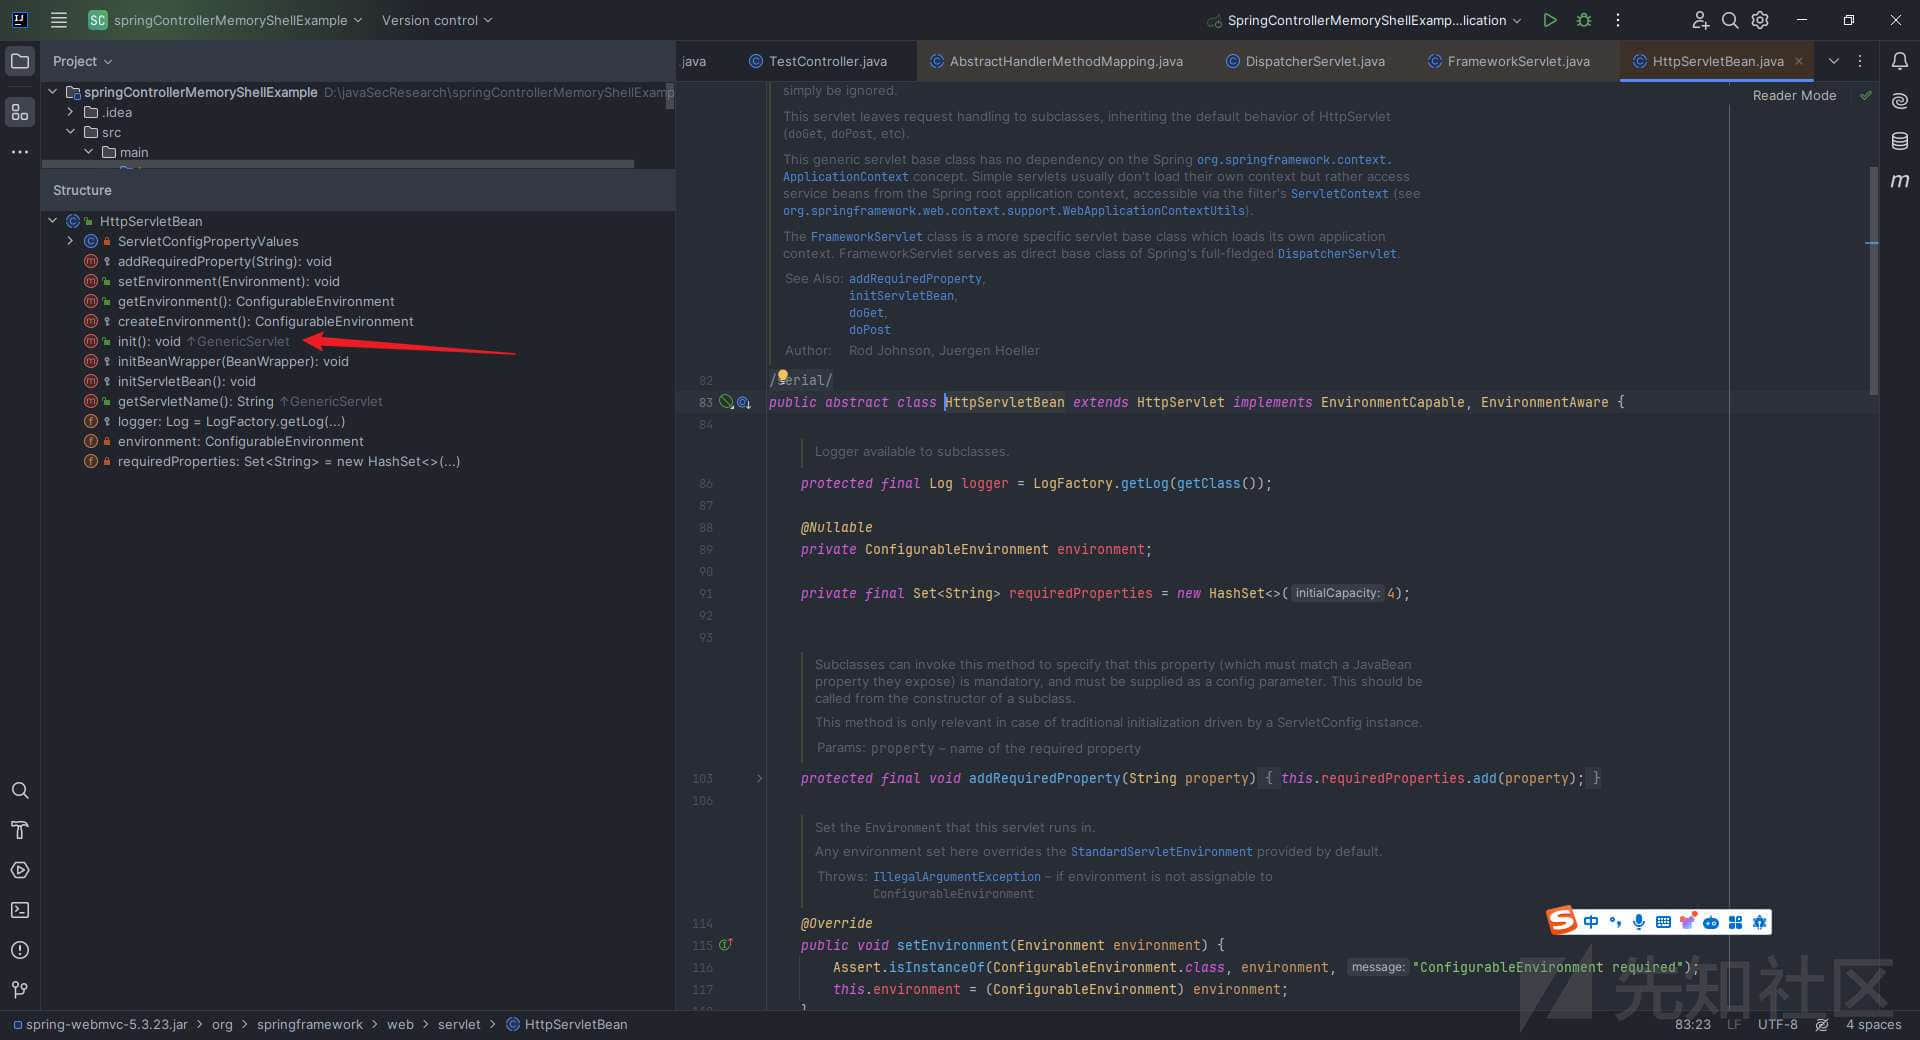 SC springControllerMemoryShellExample Version control SpringControllerMemoryShellExamp...lication
Project
springControllerMemoryShellExample D:\javaSecResearch\springControllerMemoryShellExamp
.idea
src
main
Structure
HttpServletBean
ServletConfigPropertyValues
addRequiredProperty(String): void
setEnvironment(Environment): void
getEnvironment(): ConfigurableEnvironment
createEnvironment(): ConfigurableEnvironment
init(): void ↑GenericServlet
initBeanWrapper(BeanWrapper): void
initServletBean(): void
getServletName(): String ↑GenericServlet
logger: Log = LogFactory.getLog(...)
environment: ConfigurableEnvironment
requiredProperties: Set<String> = new HashSet<>(...)
.java TestController.java AbstractHandlerMethodMapping.java DispatcherServlet.java FrameworkServlet.java HttpServletBean.java
Reader Mode
simply be ignored.
This servlet leaves request handling to subclasses, inheriting the default behavior of HttpServlet
(doGet, doPost, etc).
This generic servlet base class has no dependency on the Spring org.springframework.context.
ApplicationContext concept. Simple servlets usually don't load their own context but rather access
service beans from the Spring root application context, accessible via the filter's ServletContext (see
org.springframework.web.context.support.WebApplicationContextUtils).
The FrameworkServlet class is a more specific servlet base class which loads its own application
context. FrameworkServlet serves as direct base class of Spring's full-fledged DispatcherServlet.
See Also: addRequiredProperty,
initServletBean,
doGet,
doPost
Author: Rod Johnson, Juergen Hoeller
82 /serial/
83 public abstract class HttpServletBean extends HttpServlet implements EnvironmentCapable, EnvironmentAware {
84
Logger available to subclasses.
86 protected final Log logger = LogFactory.getLog(getClass());
87
88 @Nullable
89 private ConfigurableEnvironment environment;
90
91 private final Set<String> requiredProperties = new HashSet<>( initialCapacity: 4);
92
93
Subclasses can invoke this method to specify that this property (which must match a JavaBean
property they expose) is mandatory, and must be supplied as a config parameter. This should be
called from the constructor of a subclass.
This method is only relevant in case of traditional initialization driven by a ServletConfig instance.
Params: property – name of the required property
103 protected final void addRequiredProperty(String property) { this.requiredProperties.add(property); }
106
Set the Environment that this servlet runs in.
Any environment set here overrides the StandardServletEnvironment provided by default.
Throws: IllegalArgumentException – if environment is not assignable to
ConfigurableEnvironment
114 @Override
115 public void setEnvironment(Environment environment) {
116 Assert.isInstanceOf(ConfigurableEnvironment.class, environment, message: "ConfigurableEnvironment required");
117 this.environment = (ConfigurableEnvironment) environment;
中
先知社区
spring-webmvc-5.3.23.jar > org > springframework > web > servlet > HttpServletBean
83:23 LF UTF-8 4 spaces